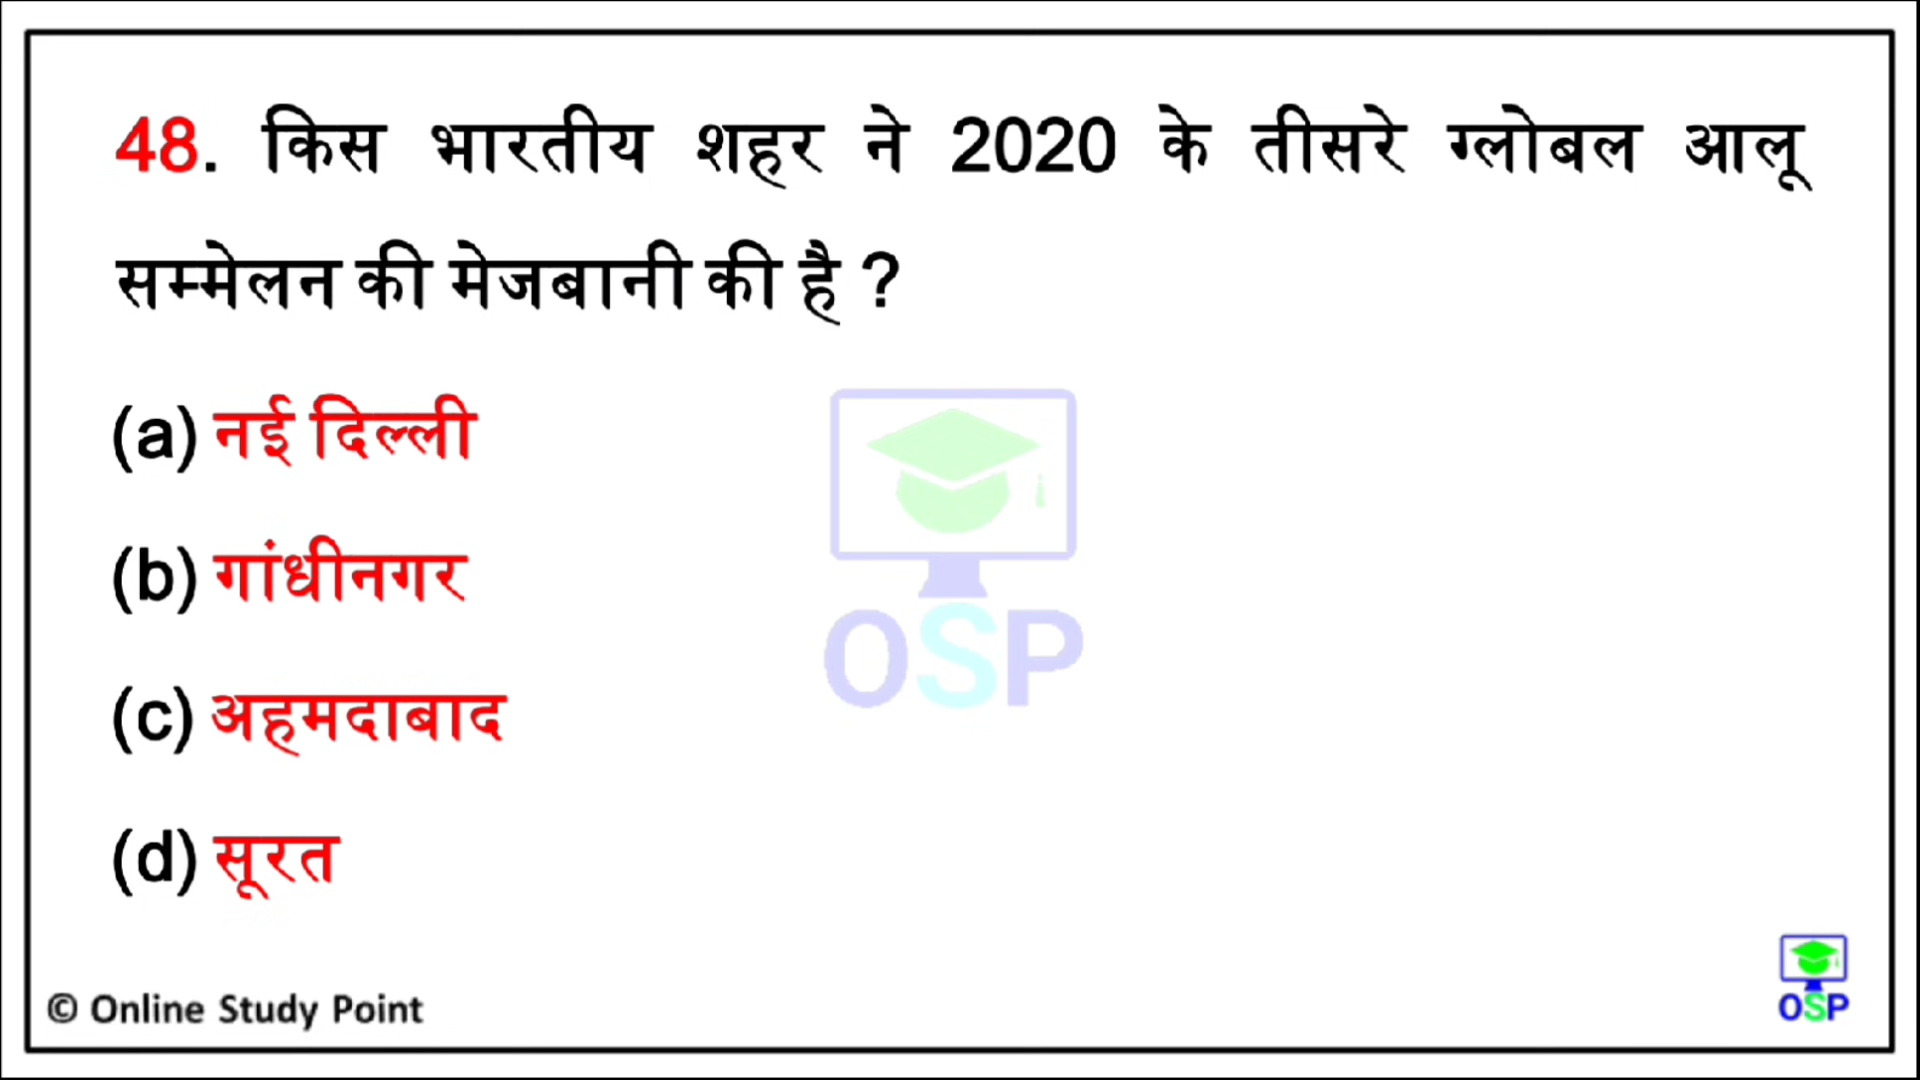 48. किस भारतीय शहर ने 2020 के तीसरे ग्लोबल आलू
सम्मेलन की मेजबानी की है ?
(a) नई दिल्ली
(b) गांधीनगर
(c) अहमदाबाद
(d) सूरत
OSP
© Online Study Point
OSP